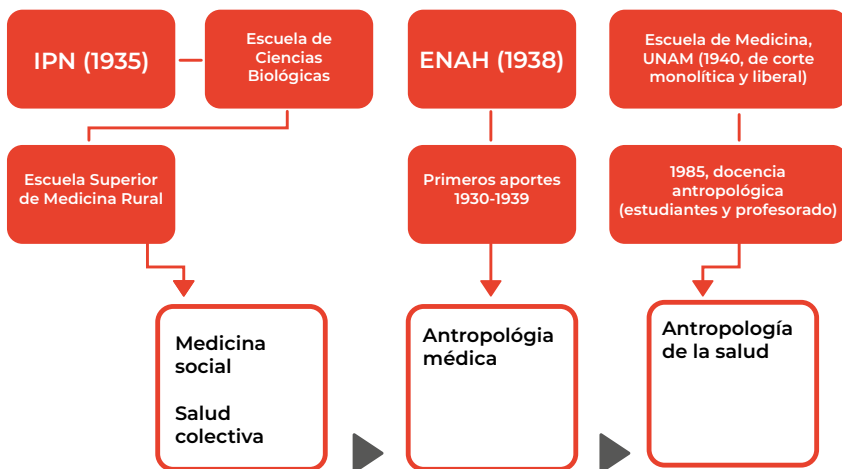 IPN (1935)
Escuela de
Ciencias
Biológicas
ENAH (1938)
Escuela de Medicina,
UNAM (1940, de corte
monolítica y liberal)
Escuela Superior
de Medicina Rural
Primeros aportes
1930-1939
1985, docencia
antropológica
(estudiantes y profesorado)
Medicina
social
Salud
colectiva
Antropológia
médica
Antropología
de la salud